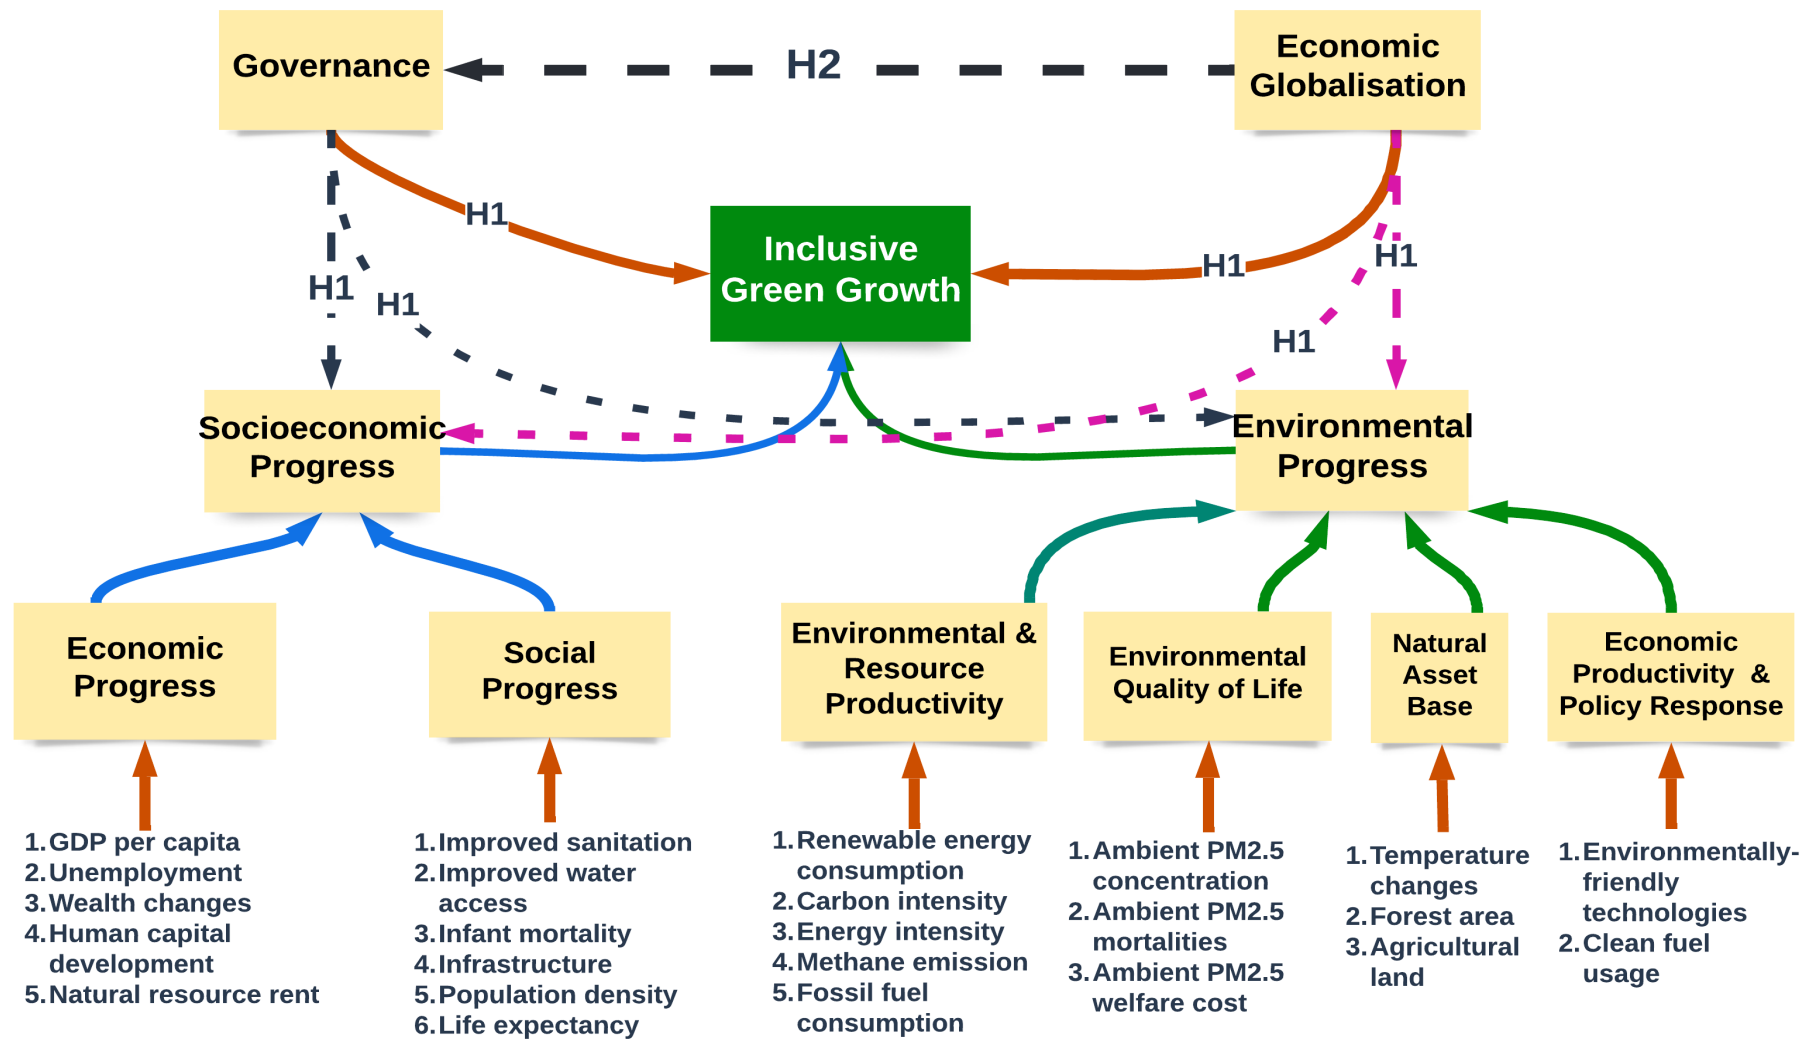 Governance
H2
Economic
Globalisation
H1
Inclusive
Green Growth
H1
H1
H1
H1
H1
Socioeconomic
Progress
Environmental
Progress
Economic
Progress
Social
Progress
Environmental &
Resource
Productivity
Environmental
Quality of Life
Natural
Asset
Base
Economic
Productivity &
Policy Response
1. GDP per capita
2. Unemployment
3. Wealth changes
4. Human capital
development
5. Natural resource rent
1. Improved sanitation
2. Improved water
access
3. Infant mortality
4. Infrastructure
5. Population density
6. Life expectancy
1. Renewable energy
consumption
2. Carbon intensity
3. Energy intensity
4. Methane emission
5. Fossil fuel
consumption
1. Ambient PM2.5
concentration
2. Ambient PM2.5
mortalities
3. Ambient PM2.5
welfare cost
1. Temperature
changes
2. Forest area
3. Agricultural
land
1. Environmentally-
friendly
technologies
2. Clean fuel
usage